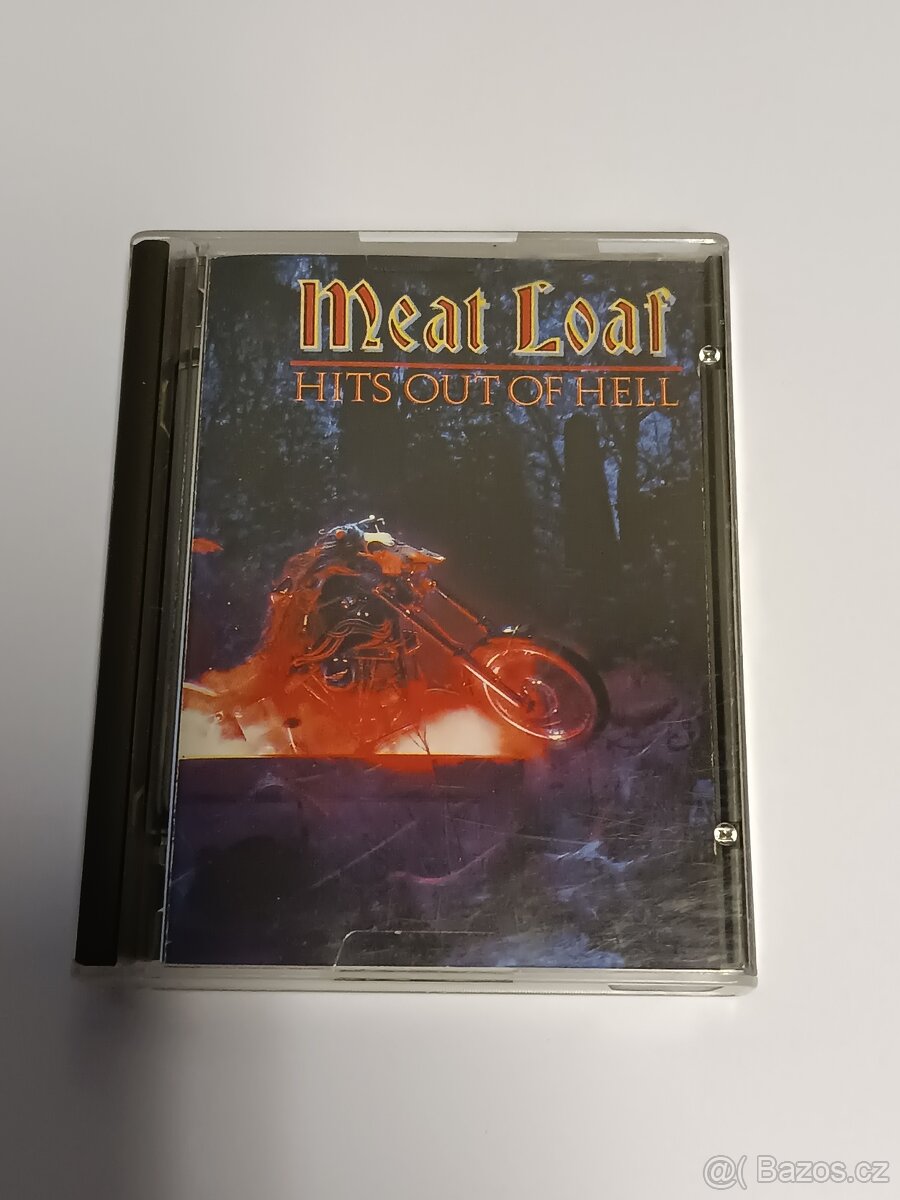 Meat Loaf
HITS OUT OF HELL
@( Bazos.cz